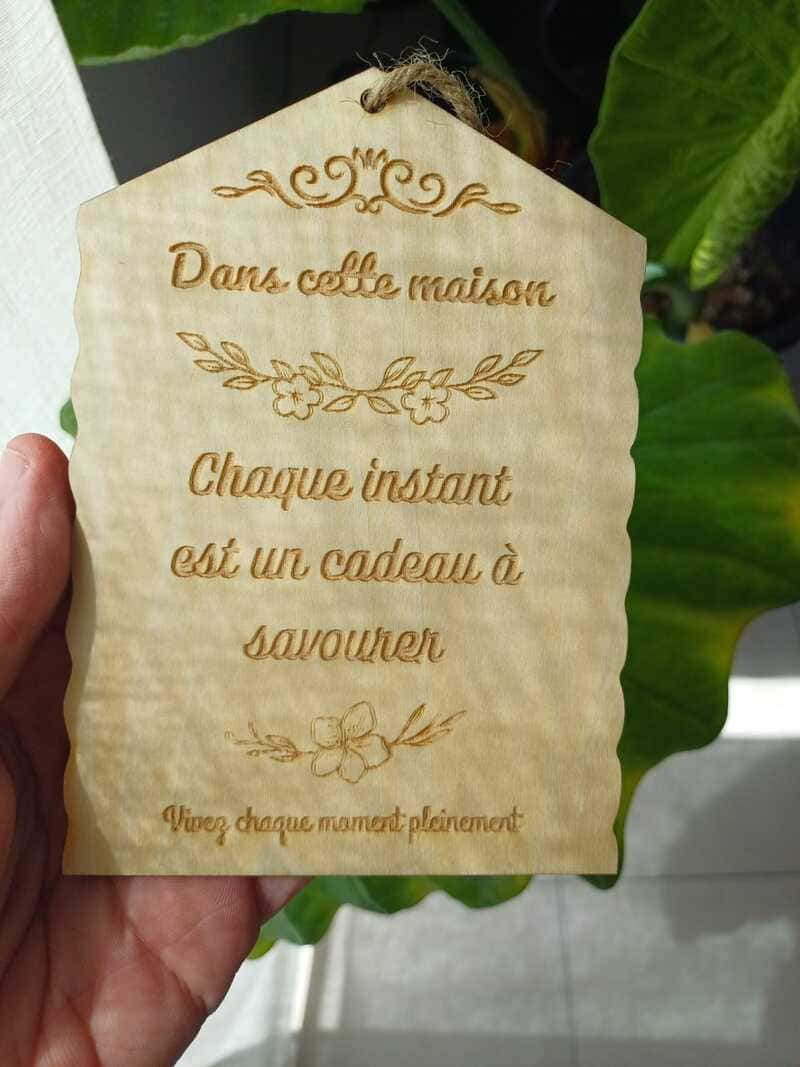 Dans cette maison
Chaque instant
est un cadeau à
savourer
Vivez chaque moment pleinement